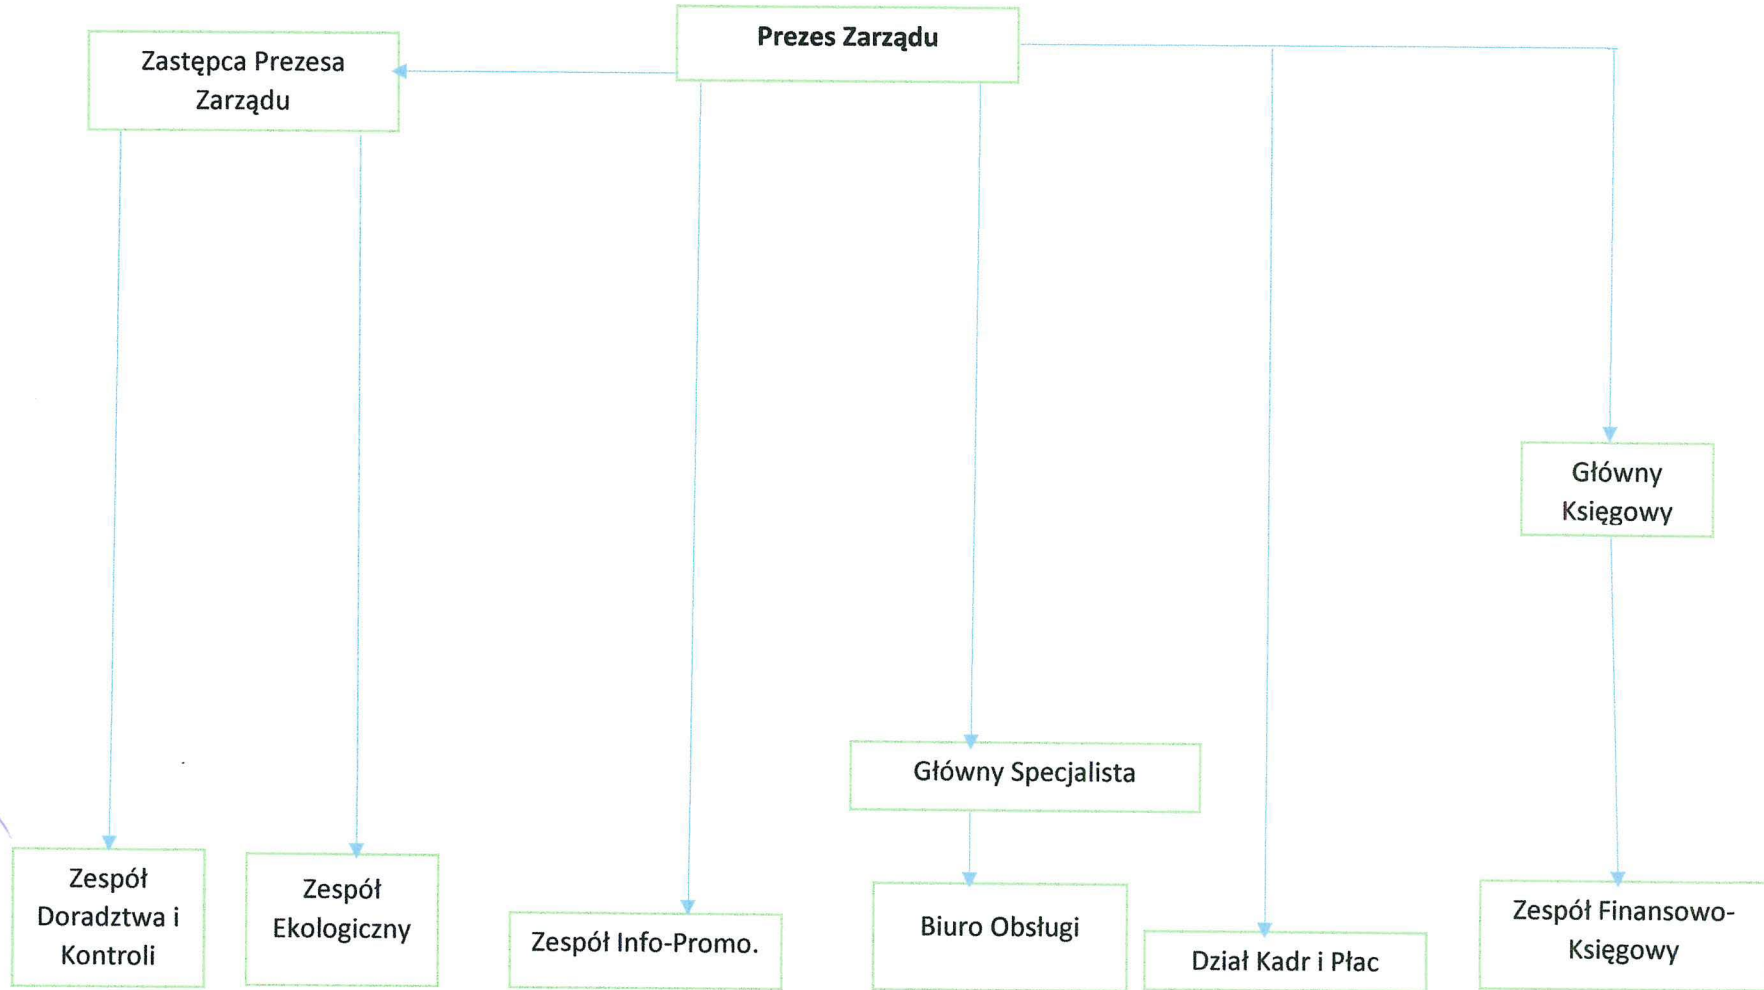 Prezes Zarządu
Zastępca Prezesa
Zarządu
Główny
Księgowy
Główny Specjalista
Zespół
Doradztwa i
Kontroli
Zespół
Ekologiczny
Zespół Info-Promo.
Biuro Obsługi
Dział Kadr i Płac
Zespół Finansowo-
Księgowy